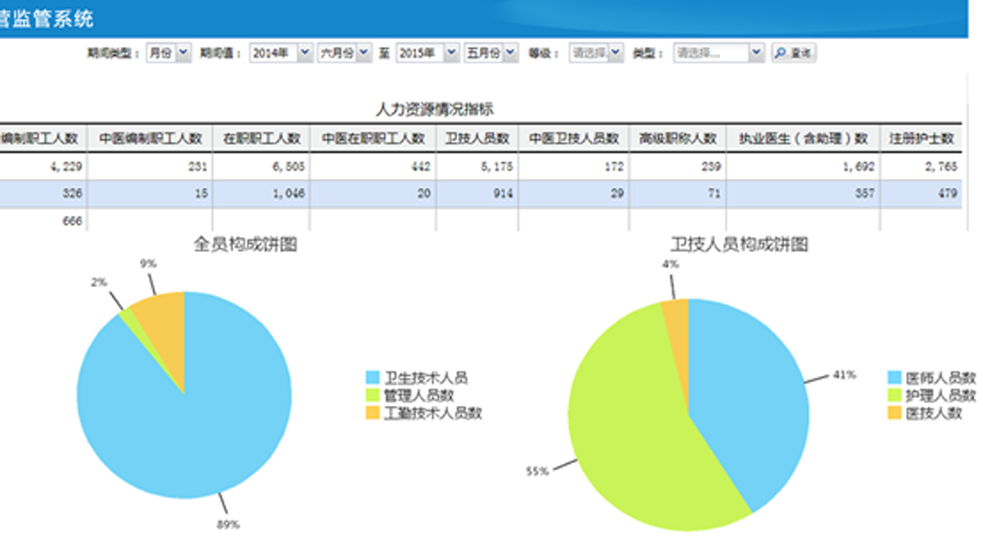 营监管系统
期间类型： 月份 期间值： 2014年 六月份 至 2015年 五月份 等级： 请选择. 类型： 请选择... 查询
人力资源情况指标
编制职工人数 中医编制职工人数 在职职工人数 中医在职职工人数 卫技人员数 中医卫技人员数 高级职称人数 执业医生（含助理）数 注册护士数
4,229 231 6,505 442 5,175 172 239 1,692 2,765
326 15 1,046 20 914 29 71 357 479
666
全员构成饼图 卫技人员构成饼图
9% 4%
2%
卫生技术人员 41% 医师人员数
管理人员数 护理人员数
工勤技术人员数 医技人数
55%
89%